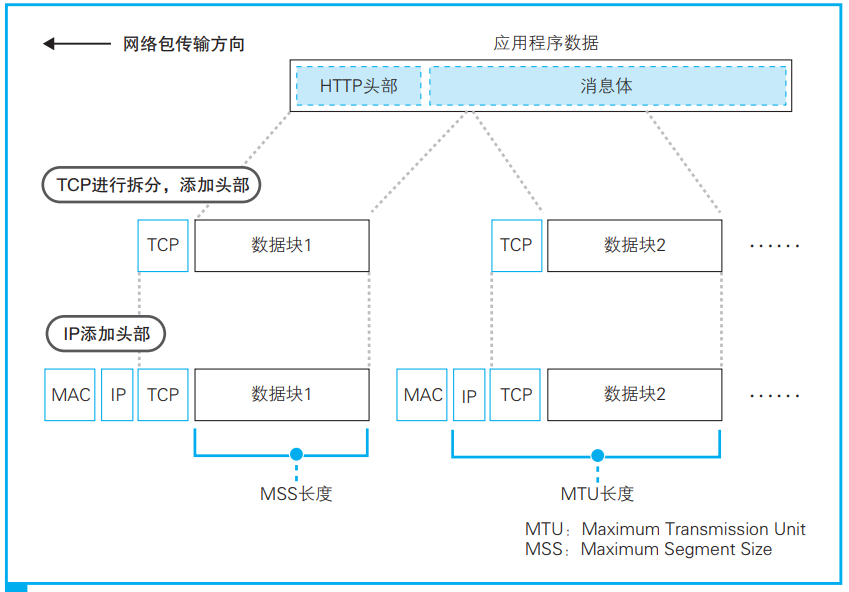 网络包传输方向
应用程序数据
HTTP头部 消息体
TCP进行拆分，添加头部
TCP 数据块1 TCP 数据块2 ······
IP添加头部
MAC IP TCP 数据块1 MAC IP TCP 数据块2 ······
MSS长度 MTU长度
MTU：Maximum Transmission Unit
MSS：Maximum Segment Size